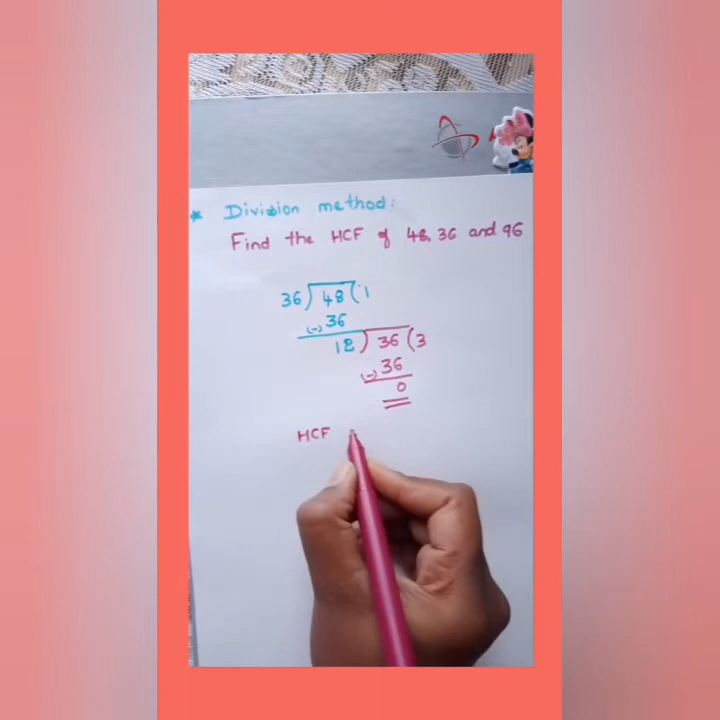 * Division method:
Find the HCF of 48, 36 and 96
36 ) 48 ( 1
(-) 36
12 ) 36 ( 3
(-) 36
0
HCF